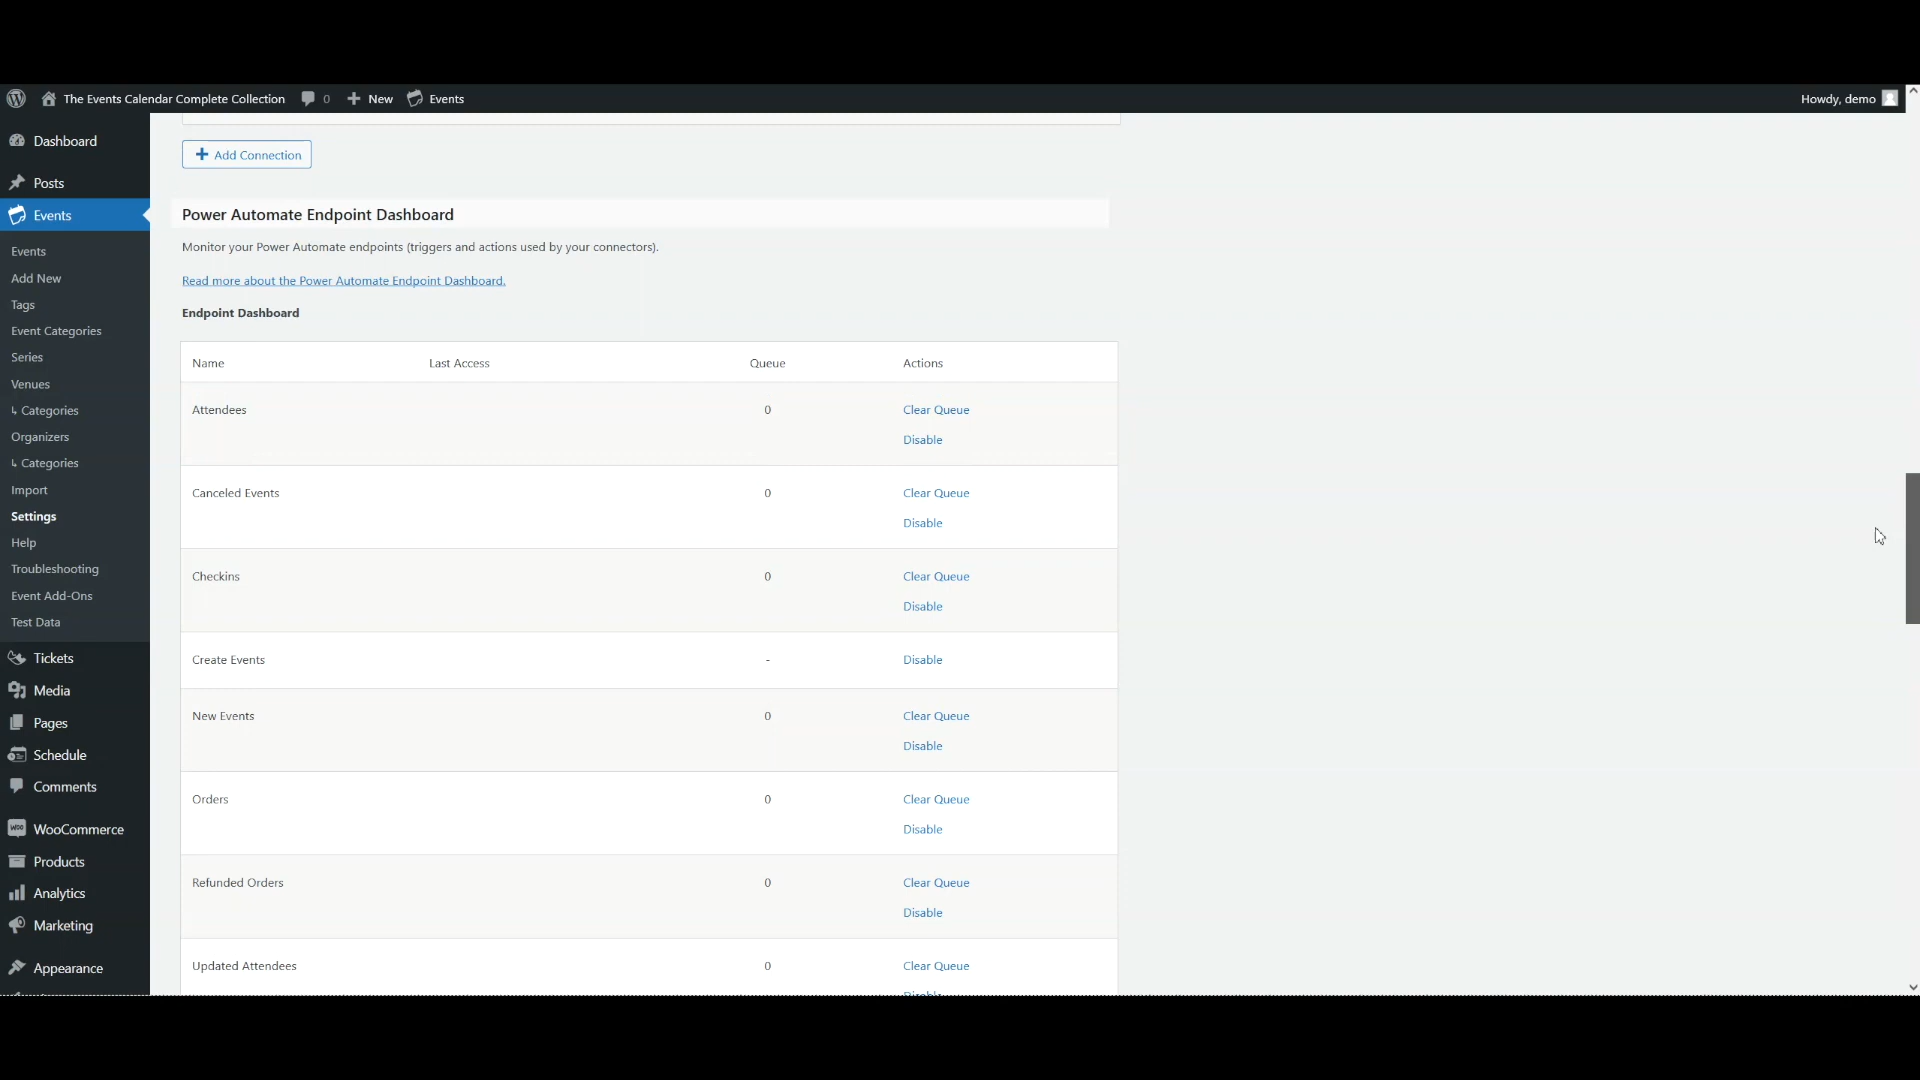 The Events Calendar Complete Collection 0 New Events Howdy, demo
Dashboard
Posts
Events
Events
Add New
Tags
Event Categories
Series
Venues
↳ Categories
Organizers
↳ Categories
Import
Settings
Help
Troubleshooting
Event Add-Ons
Test Data
Tickets
Media
Pages
Schedule
Comments
WooCommerce
Products
Analytics
Marketing
Appearance
Add Connection
Power Automate Endpoint Dashboard
Monitor your Power Automate endpoints (triggers and actions used by your connectors).
Read more about the Power Automate Endpoint Dashboard.
Endpoint Dashboard
Name Last Access Queue Actions
Attendees 0 Clear Queue
Disable
Canceled Events 0 Clear Queue
Disable
Checkins 0 Clear Queue
Disable
Create Events - Disable
New Events 0 Clear Queue
Disable
Orders 0 Clear Queue
Disable
Refunded Orders 0 Clear Queue
Disable
Updated Attendees 0 Clear Queue